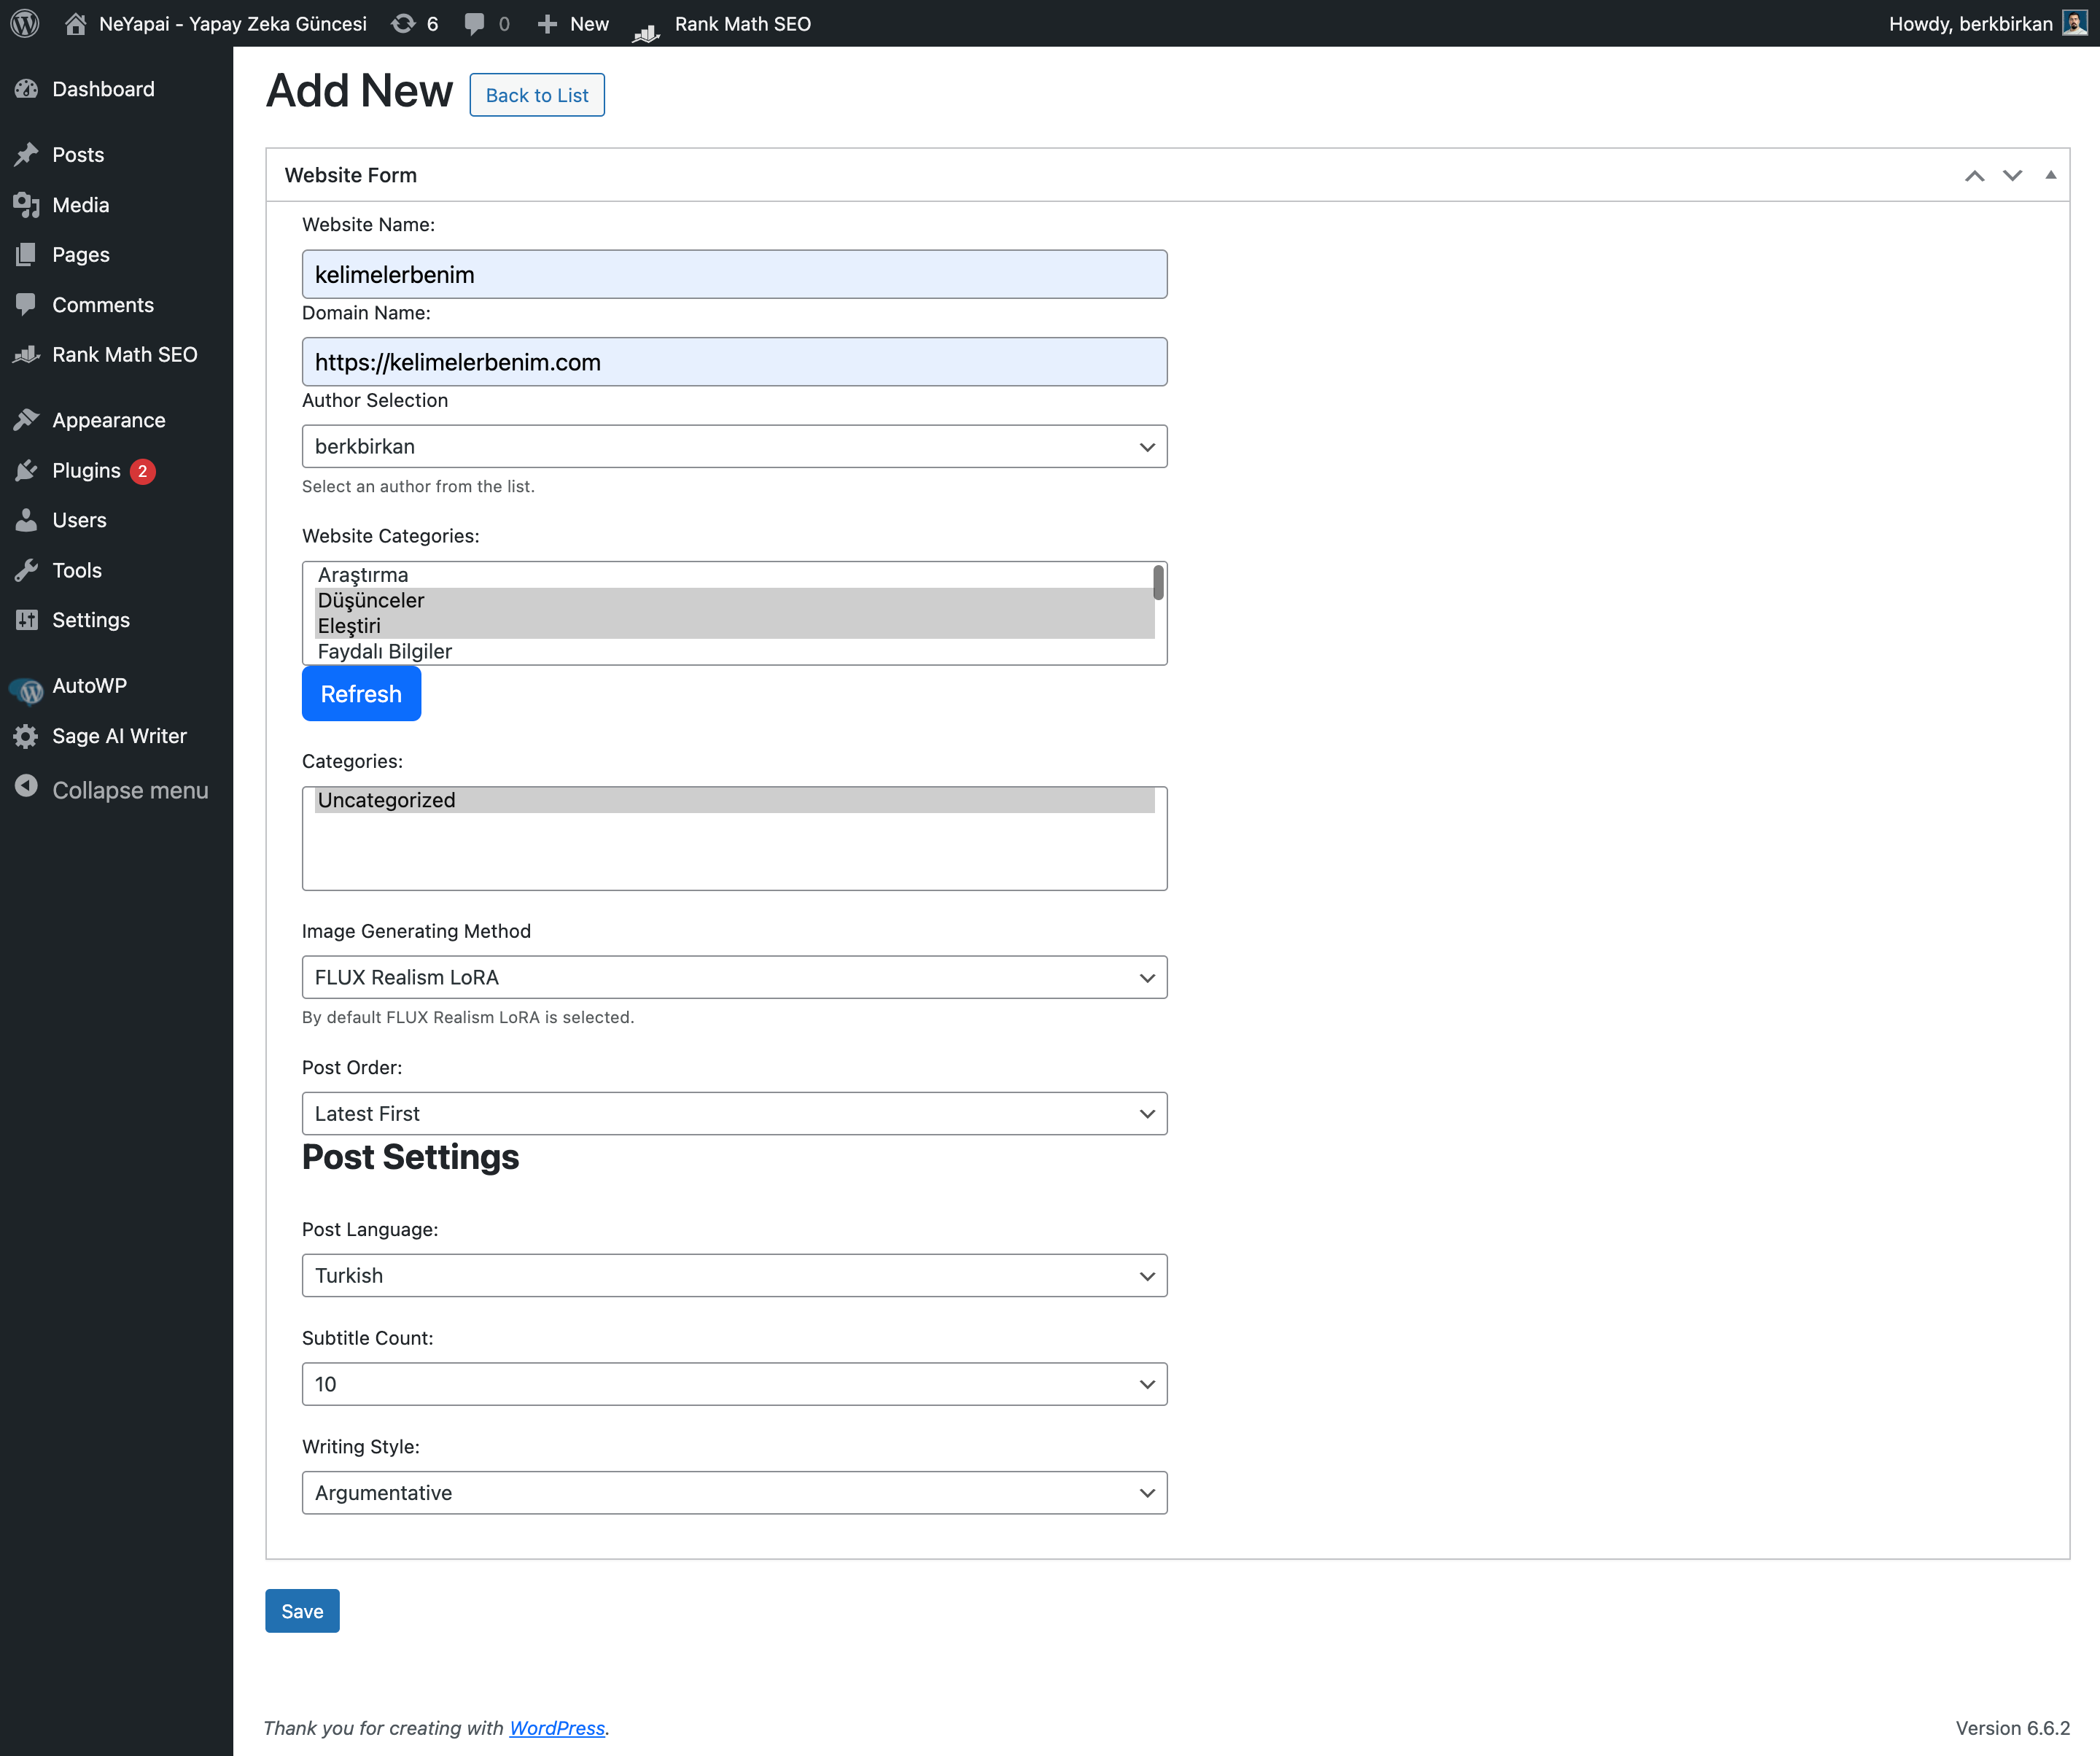 NeYapai - Yapay Zeka Güncesi 6 0 New Rank Math SEO Howdy, berkbirkan
Dashboard
Posts
Media
Pages
Comments
Rank Math SEO
Appearance
Plugins 2
Users
Tools
Settings
AutoWP
Sage AI Writer
Collapse menu
Add New Back to List
Website Form
Website Name:
kelimelerbenim
Domain Name:
https://kelimelerbenim.com
Author Selection
berkbirkan
Select an author from the list.
Website Categories:
Araştırma
Düşünceler
Eleştiri
Faydalı Bilgiler
Refresh
Categories:
Uncategorized
Image Generating Method
FLUX Realism LoRA
By default FLUX Realism LoRA is selected.
Post Order:
Latest First
Post Settings
Post Language:
Turkish
Subtitle Count:
10
Writing Style:
Argumentative
Save
Thank you for creating with WordPress. Version 6.6.2